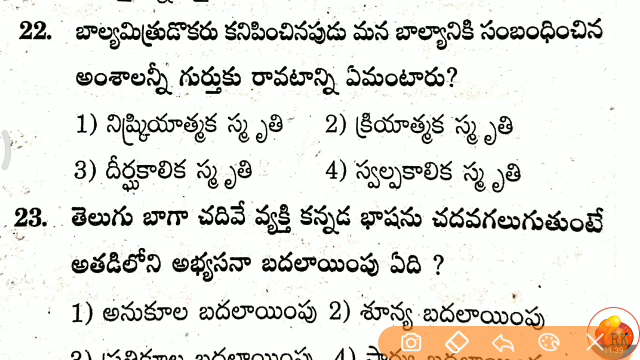 22. బాల్యమిత్రుడొకరు కనిపించినపుడు మన బాల్యానికి సంబంధించిన
అంశాలన్నీ గుర్తుకు రావటాన్ని ఏమంటారు?
1) నిష్క్రియాత్మక స్మృతి 2) క్రియాత్మక స్మృతి
3) దీర్ఘకాలిక స్మృతి 4) స్వల్పకాలిక స్మృతి
23. తెలుగు బాగా చదివే వ్యక్తి కన్నడ భాషను చదవగలుగుతుంటే
అతడిలోని అభ్యసనా బదలాయింపు ఏది ?
1) అనుకూల బదలాయింపు 2) శూన్య బదలాయింపు